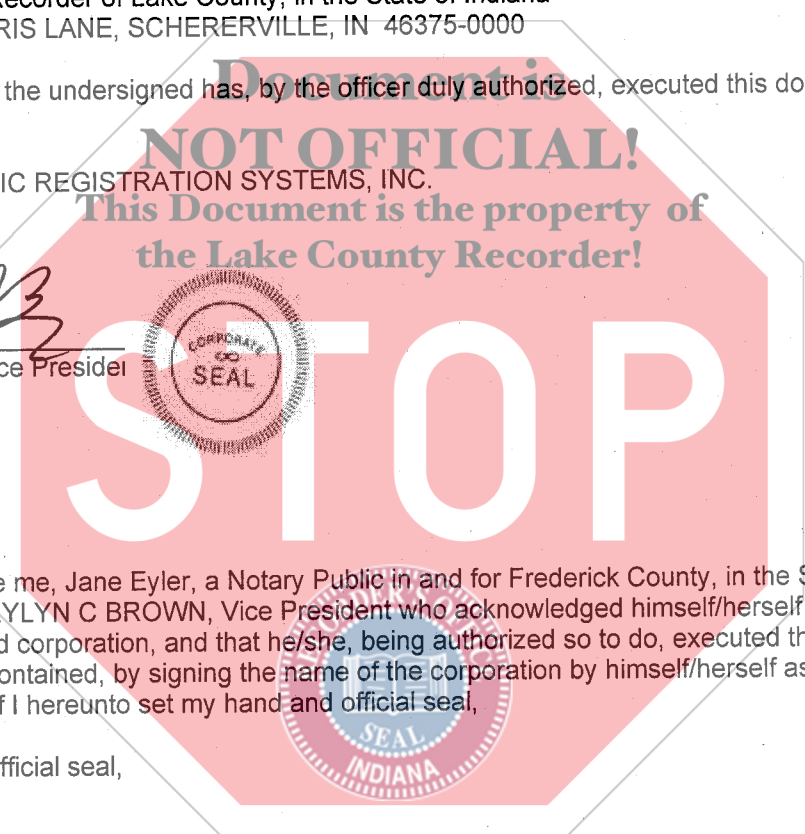 Recorder of Lake County, in the State of Indiana
RIS LANE, SCHERERVILLE, IN 46375-0000
Document is
the undersigned has, by the officer duly authorized, executed this do
NOT OFFICIAL!
IC REGISTRATION SYSTEMS, INC.
This Document is the property of
the Lake County Recorder!
CORPORATE
SEAL
ce Presider
STOP
e me, Jane Eyler, a Notary Public in and for Frederick County, in the S
YLYN C BROWN, Vice President who acknowledged himself/herself
d corporation, and that he/she, being authorized so to do, executed th
ontained, by signing the name of the corporation by himself/herself as
f I hereunto set my hand and official seal,
SEAL
INDIANA
fficial seal,